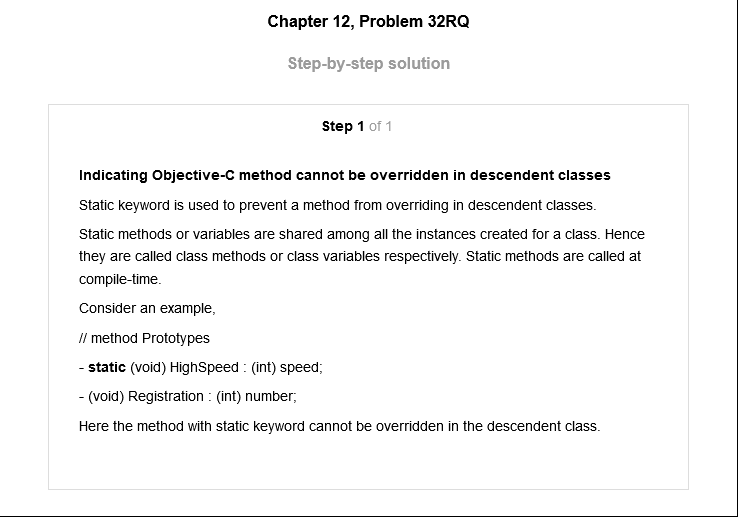 Chapter 12, Problem 32RQ
Step-by-step solution
Step 1 of 1
Indicating Objective-C method cannot be overridden in descendent classes
Static keyword is used to prevent a method from overriding in descendent classes.
Static methods or variables are shared among all the instances created for a class. Hence
they are called class methods or class variables respectively. Static methods are called at
compile-time.
Consider an example,
// method Prototypes
- static (void) HighSpeed : (int) speed;
- (void) Registration : (int) number;
Here the method with static keyword cannot be overridden in the descendent class.